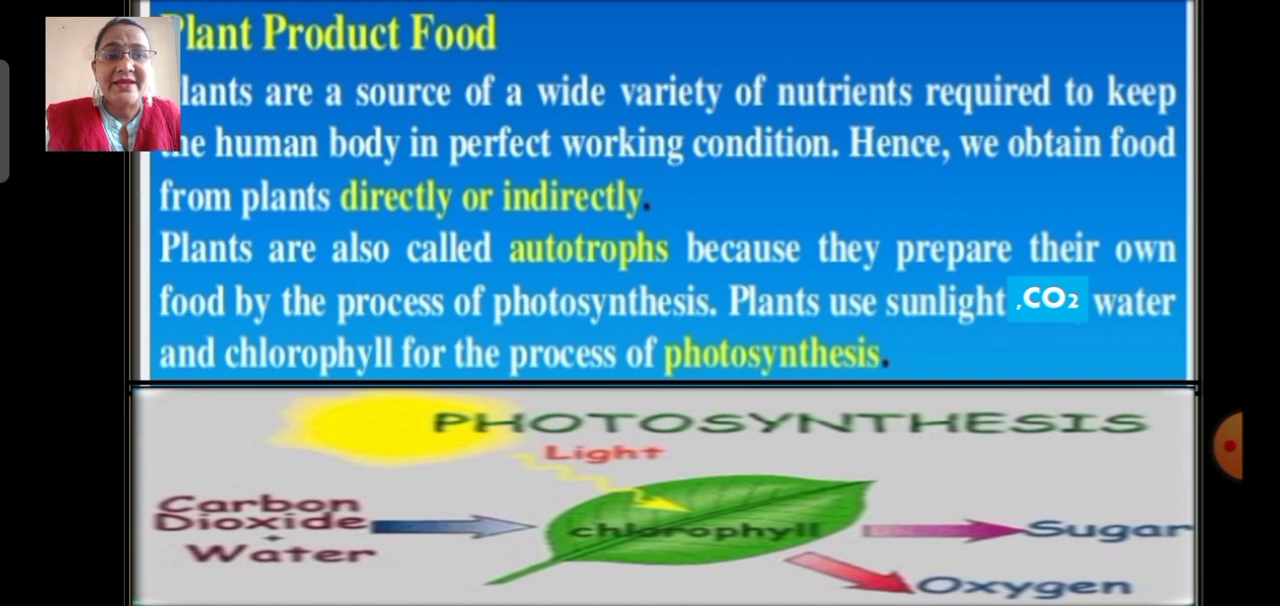 Plant Product Food
Plants are a source of a wide variety of nutrients required to keep
the human body in perfect working condition. Hence, we obtain food
from plants directly or indirectly.
Plants are also called autotrophs because they prepare their own
food by the process of photosynthesis. Plants use sunlight ,CO₂ water
and chlorophyll for the process of photosynthesis.
PHOTOSYNTHESIS
Light
Carbon
Dioxide
+
Water
chlorophyll
Sugar
Oxygen